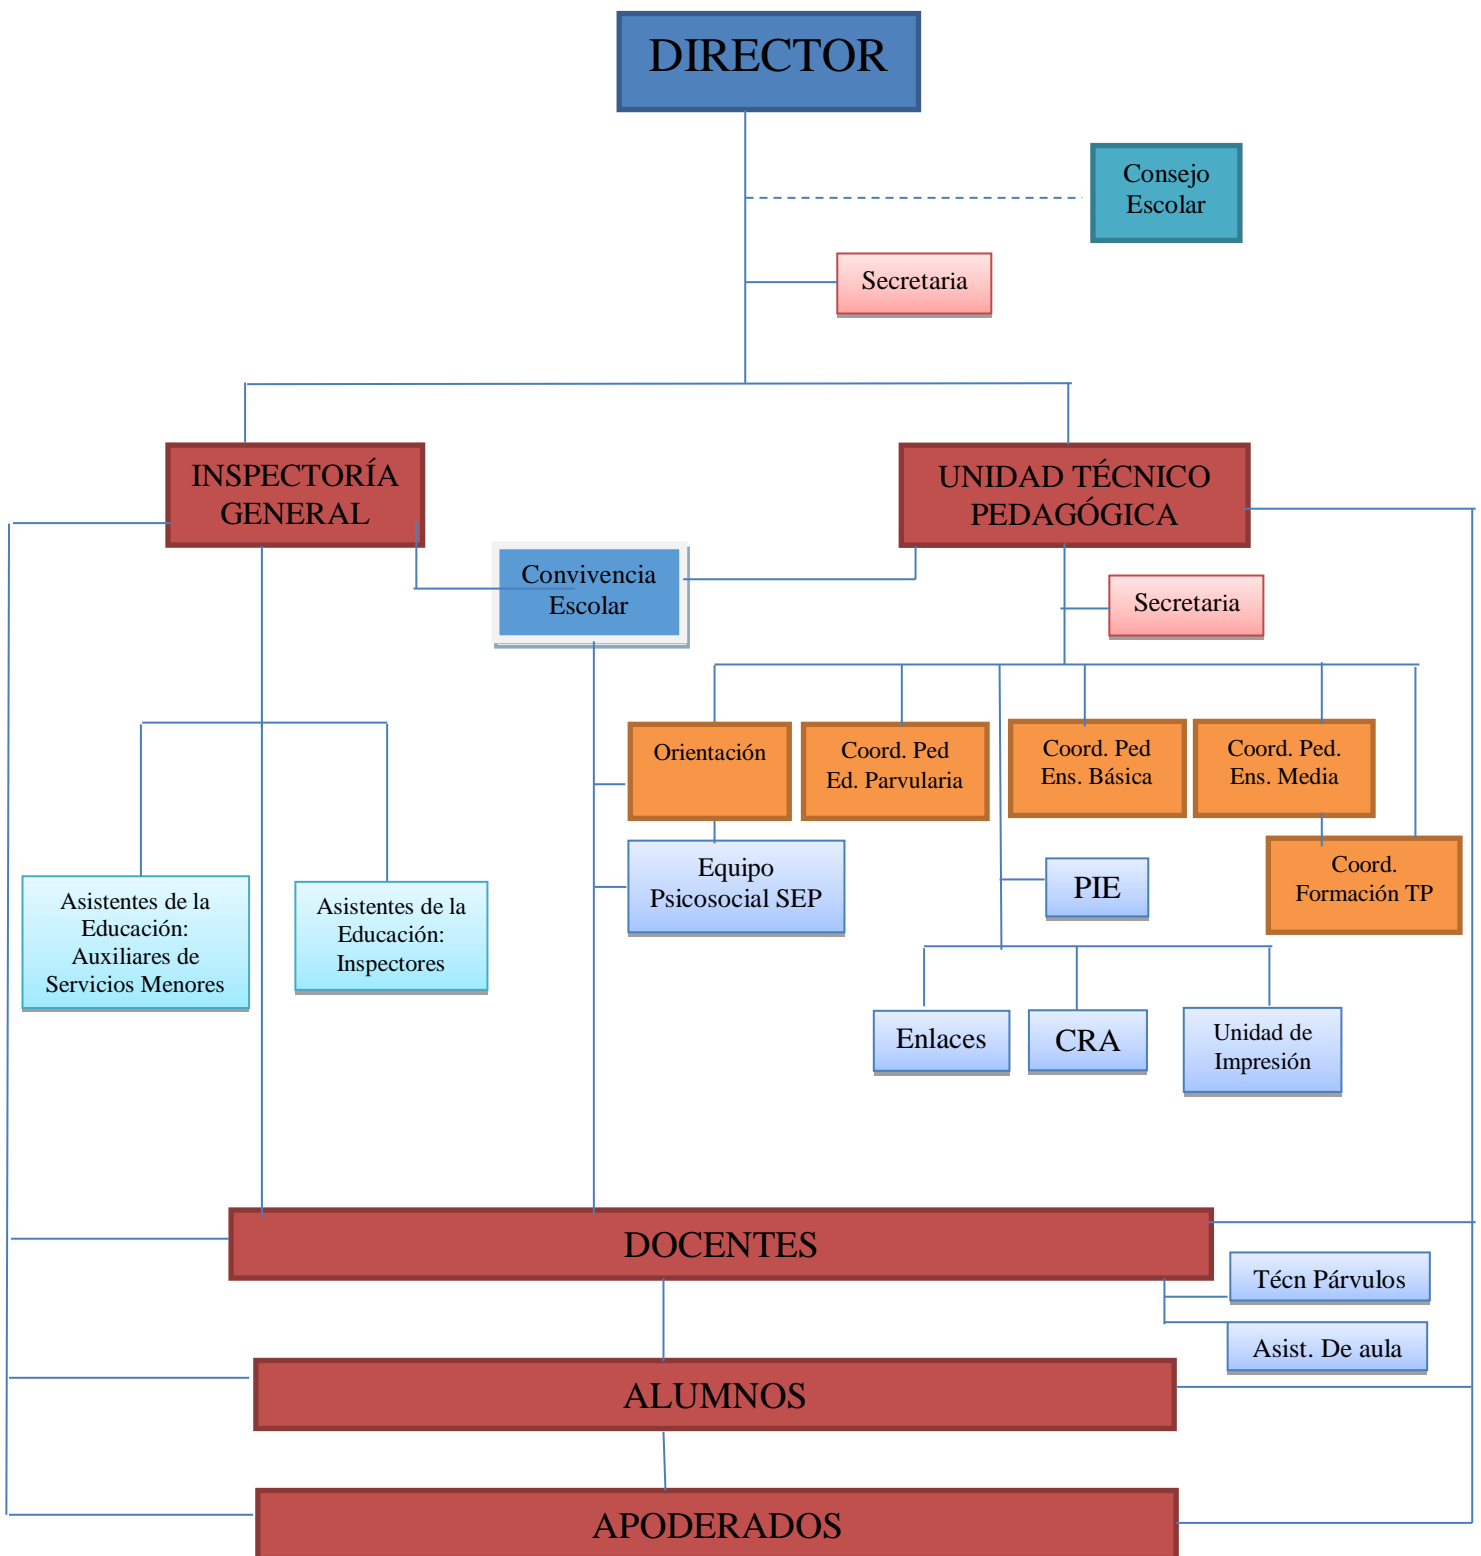 DIRECTOR
Consejo
Escolar
Secretaria
INSPECTORÍA
GENERAL
UNIDAD TÉCNICO
PEDAGÓGICA
Convivencia
Escolar
Secretaria
Orientación
Coord. Ped
Ed. Parvularia
Coord. Ped
Ens. Básica
Coord. Ped.
Ens. Media
Equipo
Psicosocial SEP
PIE
Coord.
Formación TP
Asistentes de la
Educación:
Auxiliares de
Servicios Menores
Asistentes de la
Educación:
Inspectores
Enlaces
CRA
Unidad de
Impresión
DOCENTES
Técn Párvulos
Asist. De aula
ALUMNOS
APODERADOS